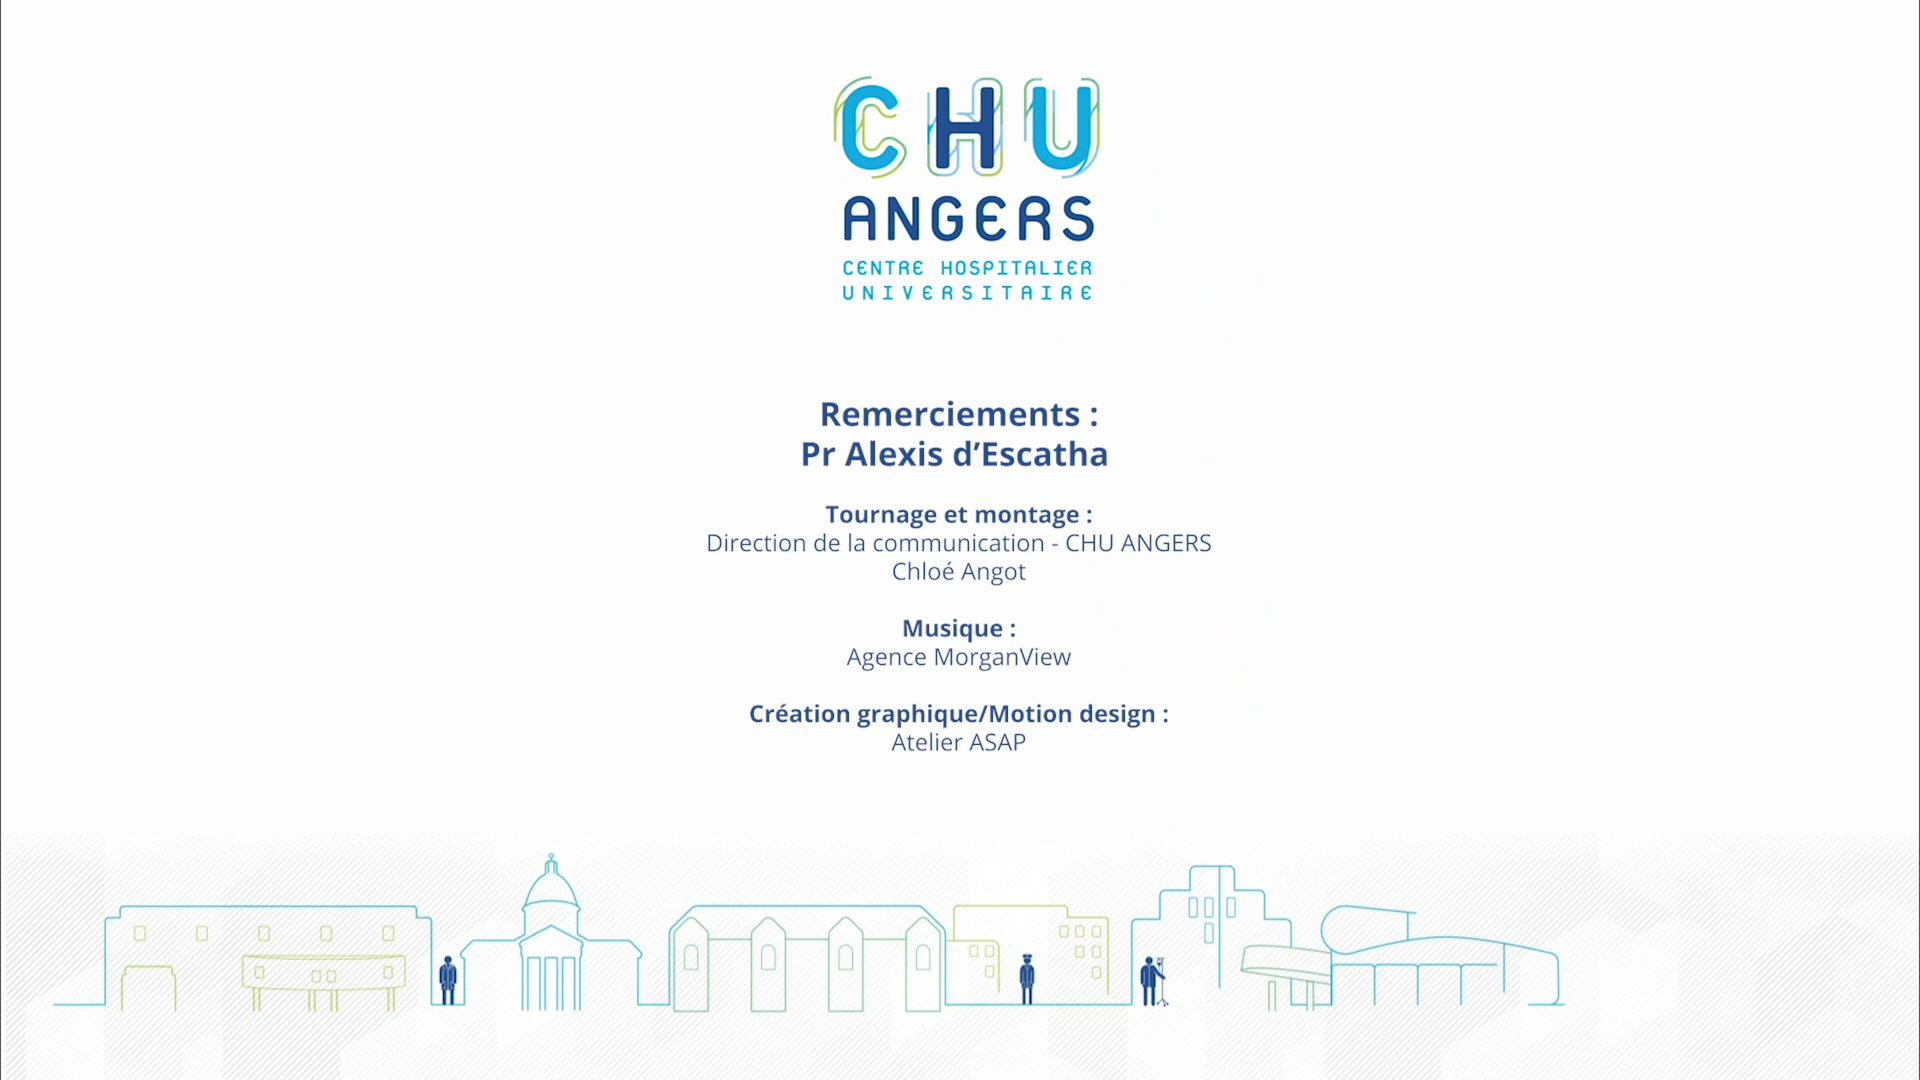 CHU
ANGERS
CENTRE HOSPITALIER
UNIVERSITAIRE
Remerciements :
Pr Alexis d’Escatha
Tournage et montage :
Direction de la communication - CHU ANGERS
Chloé Angot
Musique :
Agence MorganView
Création graphique/Motion design :
Atelier ASAP